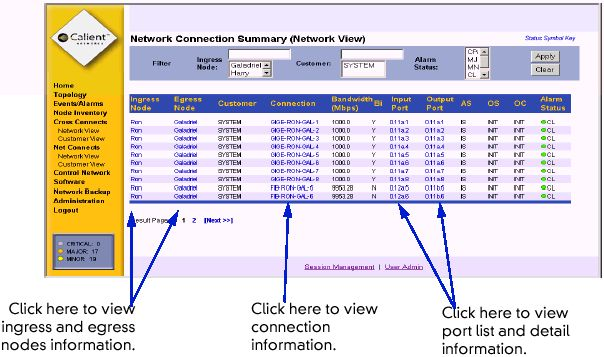 Calient
NETWORKS
Home
Topology
Events/Alarms
Node Inventory
Cross Connects
Network View
Customer View
Net Connects
Network View
Customer View
Control Network
Software
Network Backup
Administration
Logout
CRITICAL: 0
MAJOR: 17
MINOR: 19
Network Connection Summary (Network View)
Status Symbol Key
Filter
Ingress Node:
Galadriel
Harry
Customer:
SYSTEM
Alarm Status:
CR
MJ
MN
CL
Apply
Clear
Ingress Node Egress Node Customer Connection Bandwidth (Mbps) Bi Input Port Output Port AS OS OC Alarm Status
Ron Galadriel SYSTEM GIGE-RON-GAL-1 1000.0 Y 0.11a.1 0.11a.1 IS INIT INIT CL
Ron Galadriel SYSTEM GIGE-RON-GAL-2 1000.0 Y 0.11a.2 0.11a.2 IS INIT INIT CL
Ron Galadriel SYSTEM GIGE-RON-GAL-3 1000.0 Y 0.11a.3 0.11a.3 IS INIT INIT CL
Ron Galadriel SYSTEM GIGE-RON-GAL-4 1000.0 Y 0.11a.4 0.11a.4 IS INIT INIT CL
Ron Galadriel SYSTEM GIGE-RON-GAL-5 1000.0 Y 0.11a.5 0.11a.5 IS INIT INIT CL
Ron Galadriel SYSTEM GIGE-RON-GAL-6 1000.0 Y 0.11a.6 0.11a.6 IS INIT INIT CL
Ron Galadriel SYSTEM GIGE-RON-GAL-7 1000.0 Y 0.11a.7 0.11a.7 IS INIT INIT CL
Ron Galadriel SYSTEM GIGE-RON-GAL-8 1000.0 Y 0.11a.8 0.11a.8 IS INIT INIT CL
Ron Galadriel SYSTEM FIB-RON-GAL-5 9953.28 N 0.12a.5 0.11b.5 IS INIT INIT CL
Ron Galadriel SYSTEM FIB-RON-GAL-6 9953.28 N 0.12a.6 0.11b.6 IS INIT INIT CL
Result Page: 1 2 [Next >>]
Session Management | User Admin
Click here to view
ingress and egress
nodes information.
Click here to view
connection
information.
Click here to view
port list and detail
information.